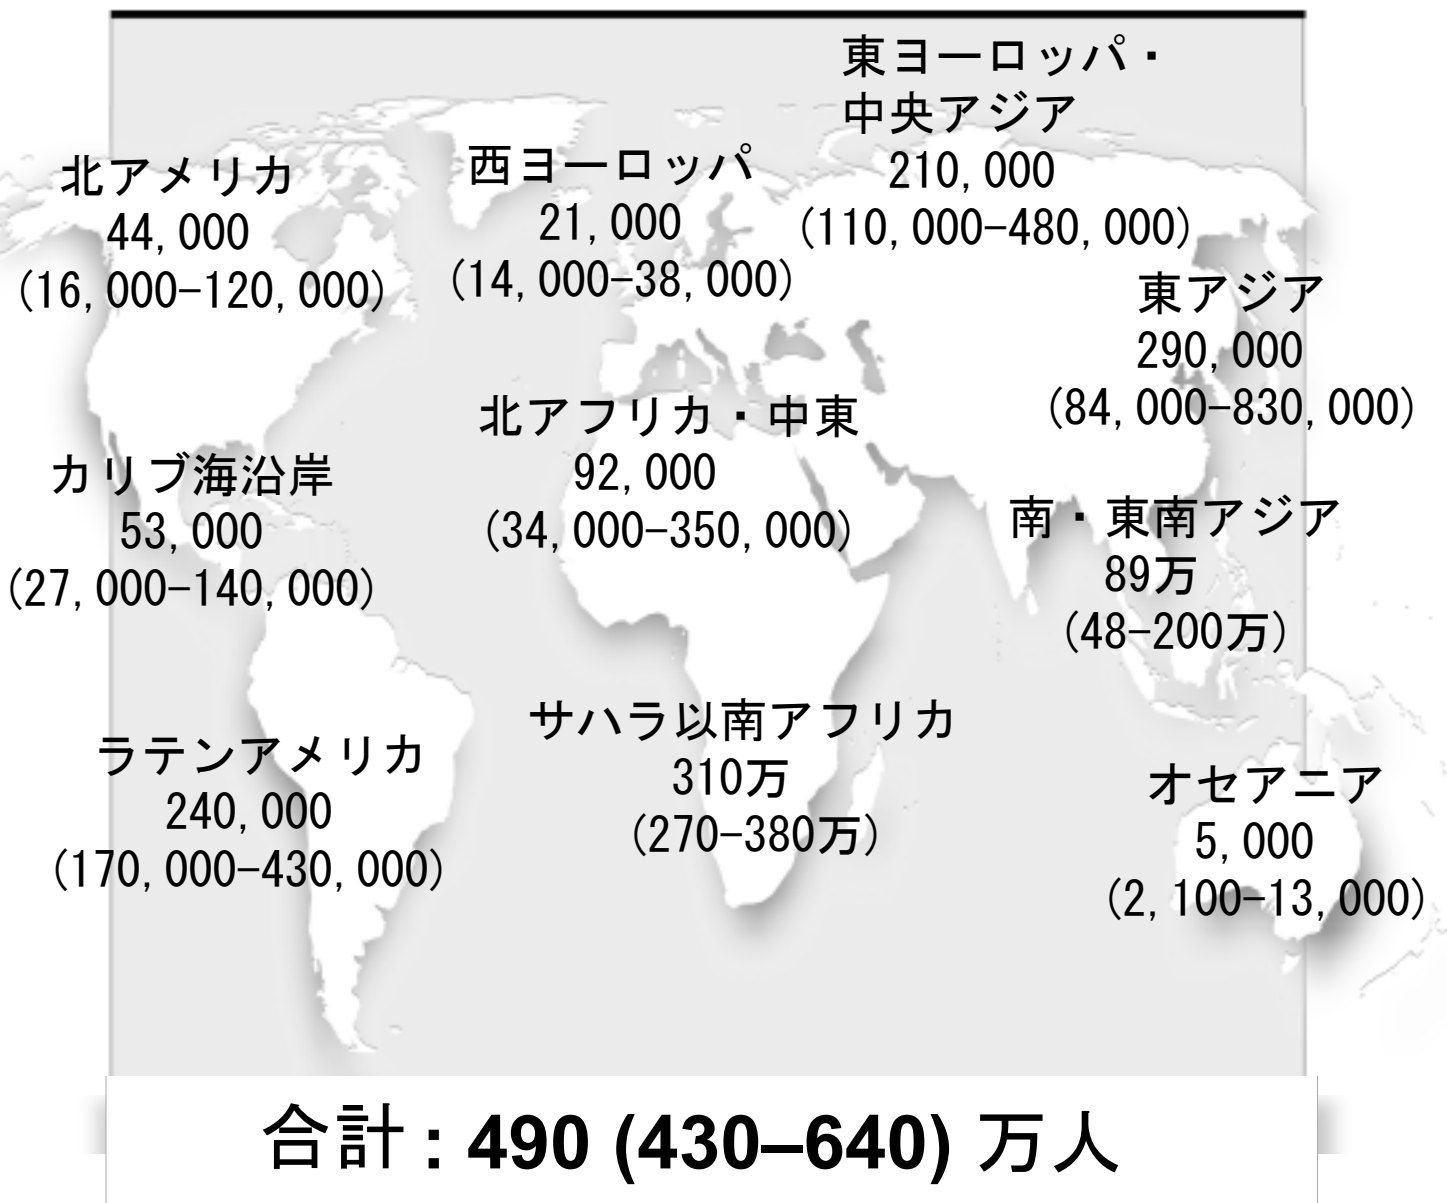 東ヨーロッパ・
中央アジア
210,000
(110,000–480,000)
北アメリカ
44,000
(16,000–120,000)
西ヨーロッパ
21,000
(14,000–38,000)
東アジア
290,000
(84,000–830,000)
カリブ海沿岸
53,000
(27,000–140,000)
北アフリカ・中東
92,000
(34,000–350,000)
南・東南アジア
89万
(48–200万)
ラテンアメリカ
240,000
(170,000–430,000)
サハラ以南アフリカ
310万
(270–380万)
オセアニア
5,000
(2,100–13,000)
合計: 490 (430–640) 万人